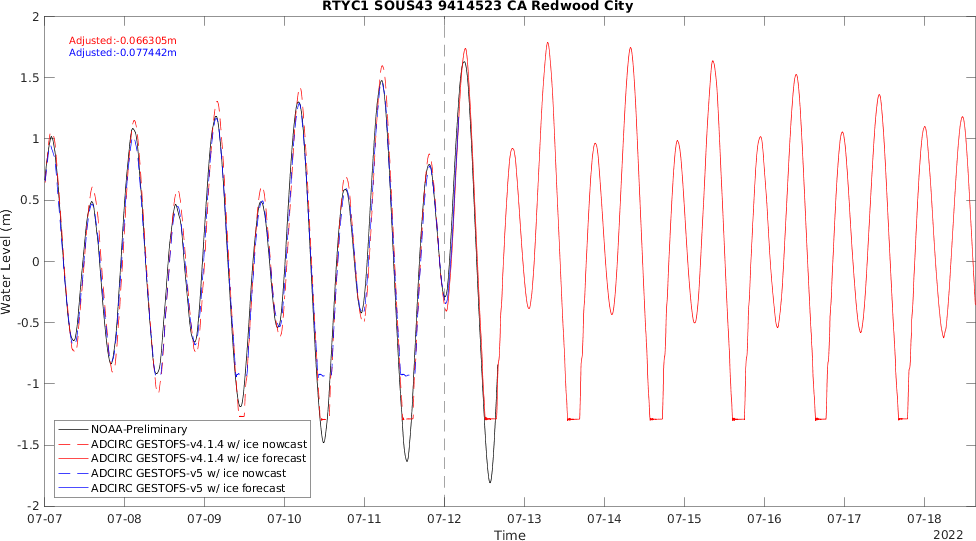 RTYC1 SOUS43 9414523 CA Redwood City
Adjusted:-0.066305m
Adjusted:-0.077442m
2
1.5
1
0.5
0
-0.5
-1
-1.5
-2
Water Level (m)
NOAA-Preliminary
ADCIRC GESTOFS-v4.1.4 w/ ice nowcast
ADCIRC GESTOFS-v4.1.4 w/ ice forecast
ADCIRC GESTOFS-v5 w/ ice nowcast
ADCIRC GESTOFS-v5 w/ ice forecast
07-07 07-08 07-09 07-10 07-11 07-12 07-13 07-14 07-15 07-16 07-17 07-18
Time
2022